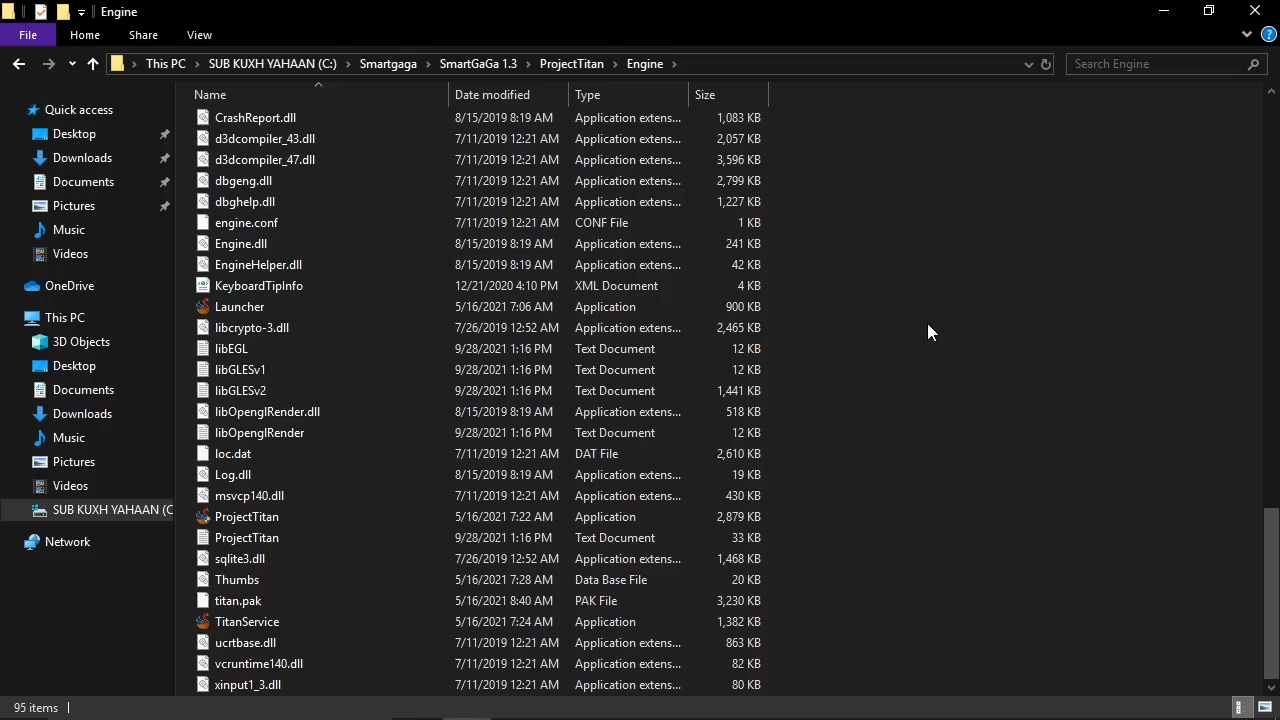 Engine
File Home Share View
This PC SUB KUXH YAHAAN (C:) Smartgaga SmartGaGa 1.3 ProjectTitan Engine Search Engine
Quick access
Desktop
Downloads
Documents
Pictures
Music
Videos
OneDrive
This PC
3D Objects
Desktop
Documents
Downloads
Music
Pictures
Videos
SUB KUXH YAHAAN (C
Network
Name Date modified Type Size
CrashReport.dll 8/15/2019 8:19 AM Application extens... 1,083 KB
d3dcompiler_43.dll 7/11/2019 12:21 AM Application extens... 2,057 KB
d3dcompiler_47.dll 7/11/2019 12:21 AM Application extens... 3,596 KB
dbgeng.dll 7/11/2019 12:21 AM Application extens... 2,799 KB
dbghelp.dll 7/11/2019 12:21 AM Application extens... 1,227 KB
engine.conf 7/11/2019 12:21 AM CONF File 1 KB
Engine.dll 8/15/2019 8:19 AM Application extens... 241 KB
EngineHelper.dll 8/15/2019 8:19 AM Application extens... 42 KB
KeyboardTipInfo 12/21/2020 4:10 PM XML Document 4 KB
Launcher 5/16/2021 7:06 AM Application 900 KB
libcrypto-3.dll 7/26/2019 12:52 AM Application extens... 2,465 KB
libEGL 9/28/2021 1:16 PM Text Document 12 KB
libGLESv1 9/28/2021 1:16 PM Text Document 12 KB
libGLESv2 9/28/2021 1:16 PM Text Document 1,441 KB
libOpenglRender.dll 8/15/2019 8:19 AM Application extens... 518 KB
libOpenglRender 9/28/2021 1:16 PM Text Document 12 KB
loc.dat 7/11/2019 12:21 AM DAT File 2,610 KB
Log.dll 8/15/2019 8:19 AM Application extens... 19 KB
msvcp140.dll 7/11/2019 12:21 AM Application extens... 430 KB
ProjectTitan 5/16/2021 7:22 AM Application 2,879 KB
ProjectTitan 9/28/2021 1:16 PM Text Document 33 KB
sqlite3.dll 7/26/2019 12:52 AM Application extens... 1,468 KB
Thumbs 5/16/2021 7:28 AM Data Base File 20 KB
titan.pak 5/16/2021 8:40 AM PAK File 3,230 KB
TitanService 5/16/2021 7:24 AM Application 1,382 KB
ucrtbase.dll 7/11/2019 12:21 AM Application extens... 863 KB
vcruntime140.dll 7/11/2019 12:21 AM Application extens... 82 KB
xinput1_3.dll 7/11/2019 12:21 AM Application extens... 80 KB
95 items